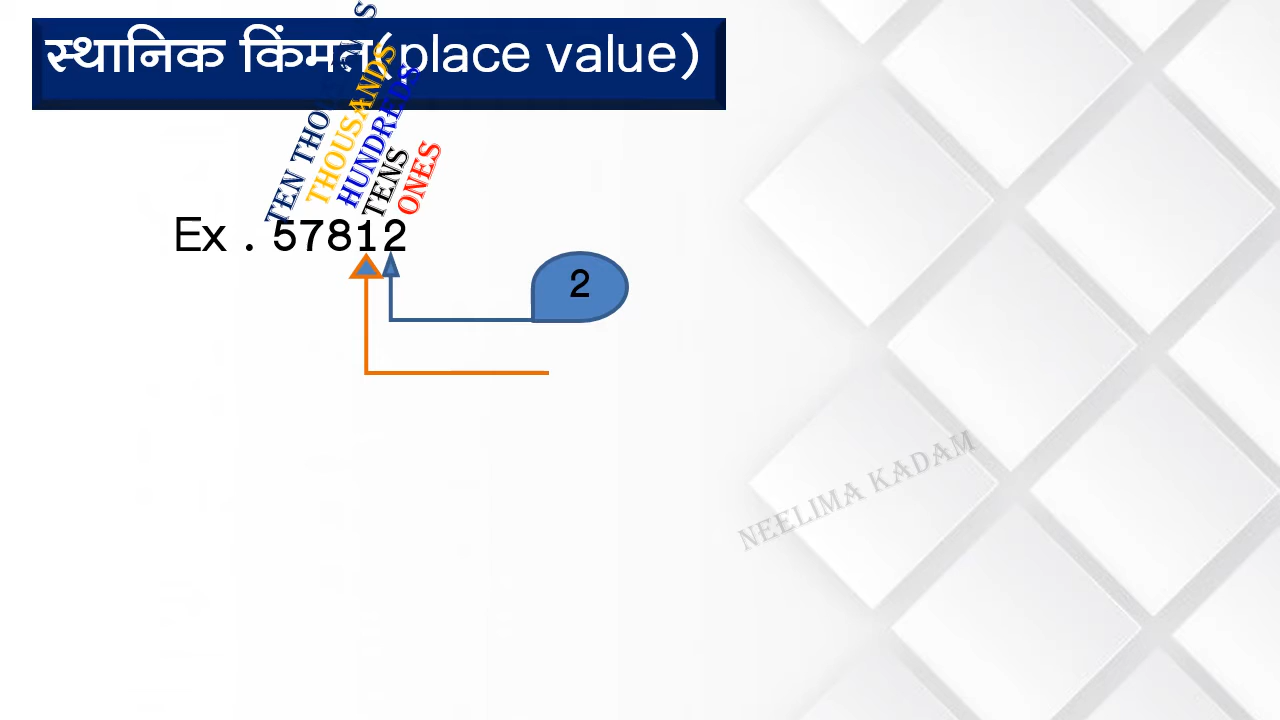 स्थानिक किंमत(place value)
TEN THOUSANDS
THOUSANDS
HUNDREDS
TENS
ONES
Ex . 57812
2
NEELIMA KADAM